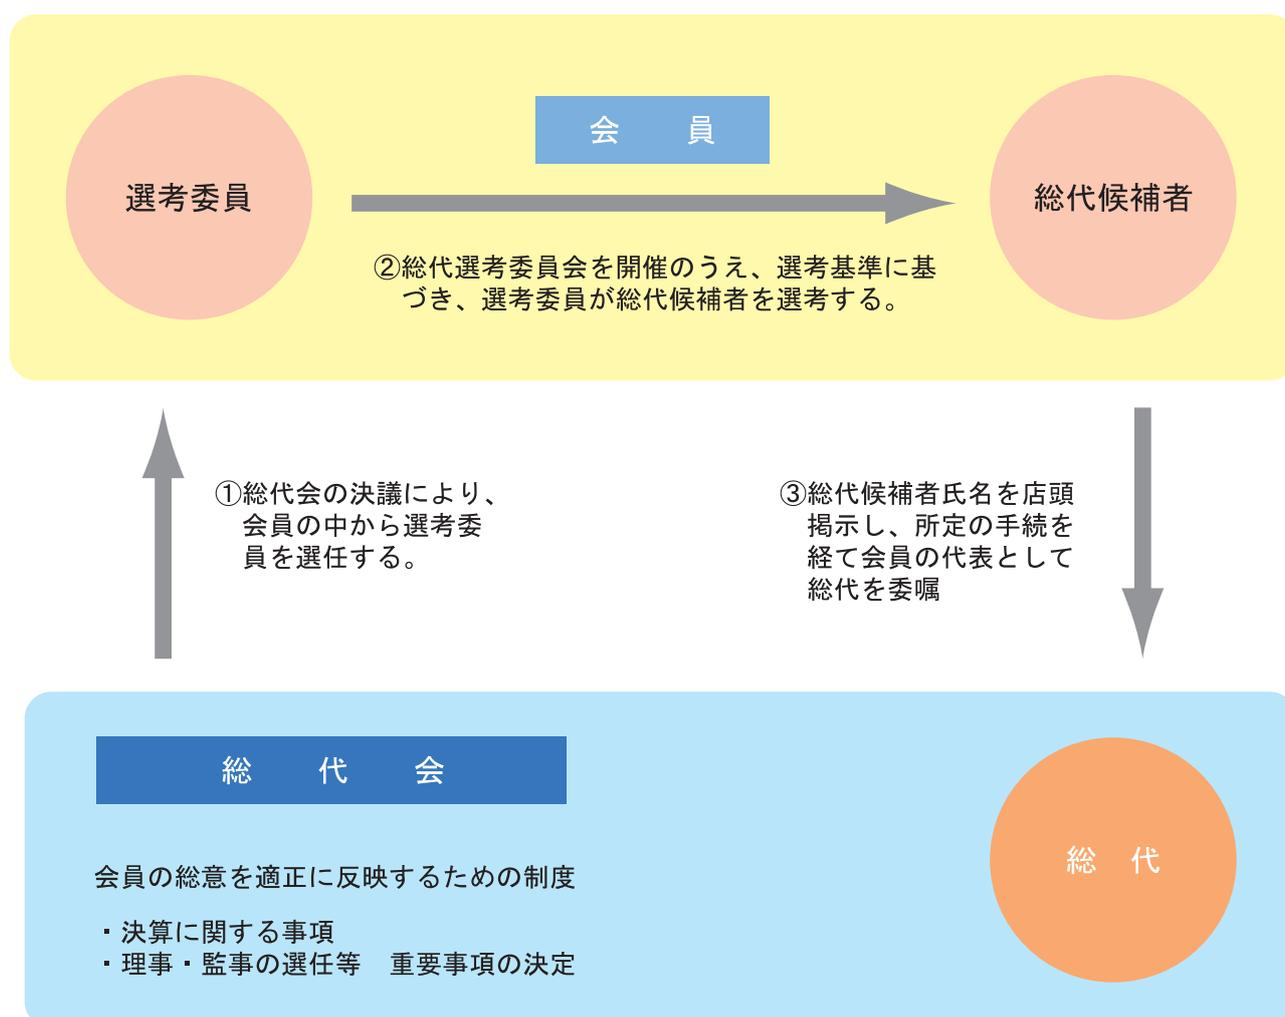 会　員
選考委員
総代候補者
②総代選考委員会を開催のうえ、選考基準に基
づき、選考委員が総代候補者を選考する。
①総代会の決議により、
会員の中から選考委
員を選任する。
③総代候補者氏名を店頭
掲示し、所定の手続を
経て会員の代表として
総代を委嘱
総　代　会
会員の総意を適正に反映するための制度
・決算に関する事項
・理事・監事の選任等　重要事項の決定
総　代